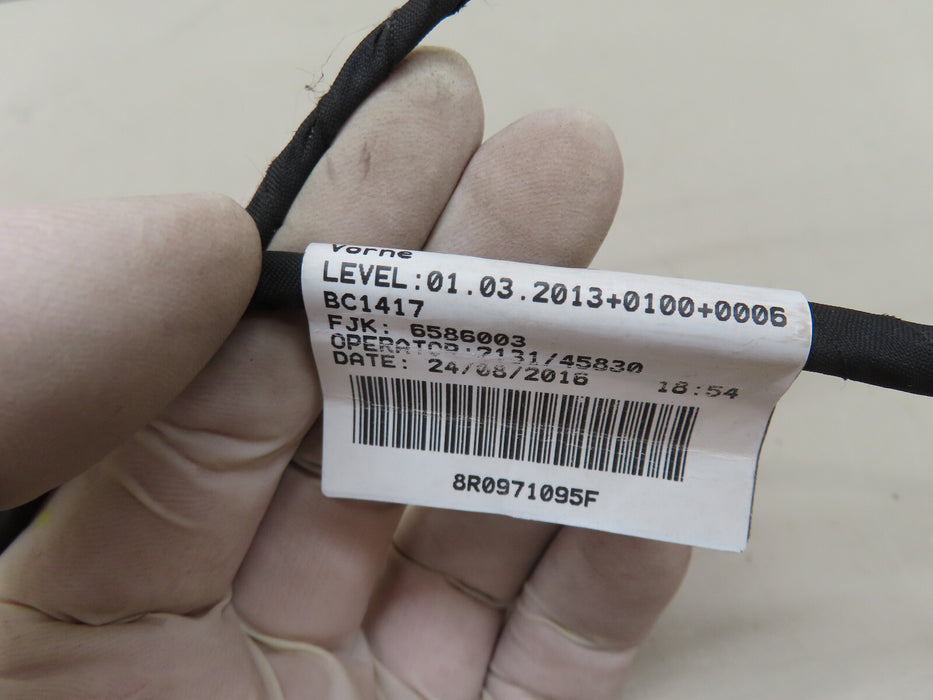 Vorne
LEVEL:01.03.2013+0100+0006
BC1417
FJK: 6586003
OPERATOR:2131/45830
DATE: 24/08/2016 18:54
8R0971095F